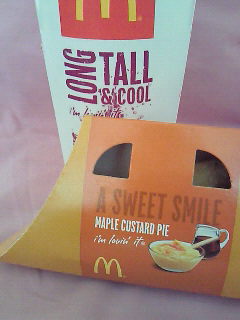 LONG
TALL
& COOL
i'm lovin' it
A SWEET SMILE
MAPLE CUSTARD PIE
i'm lovin' it